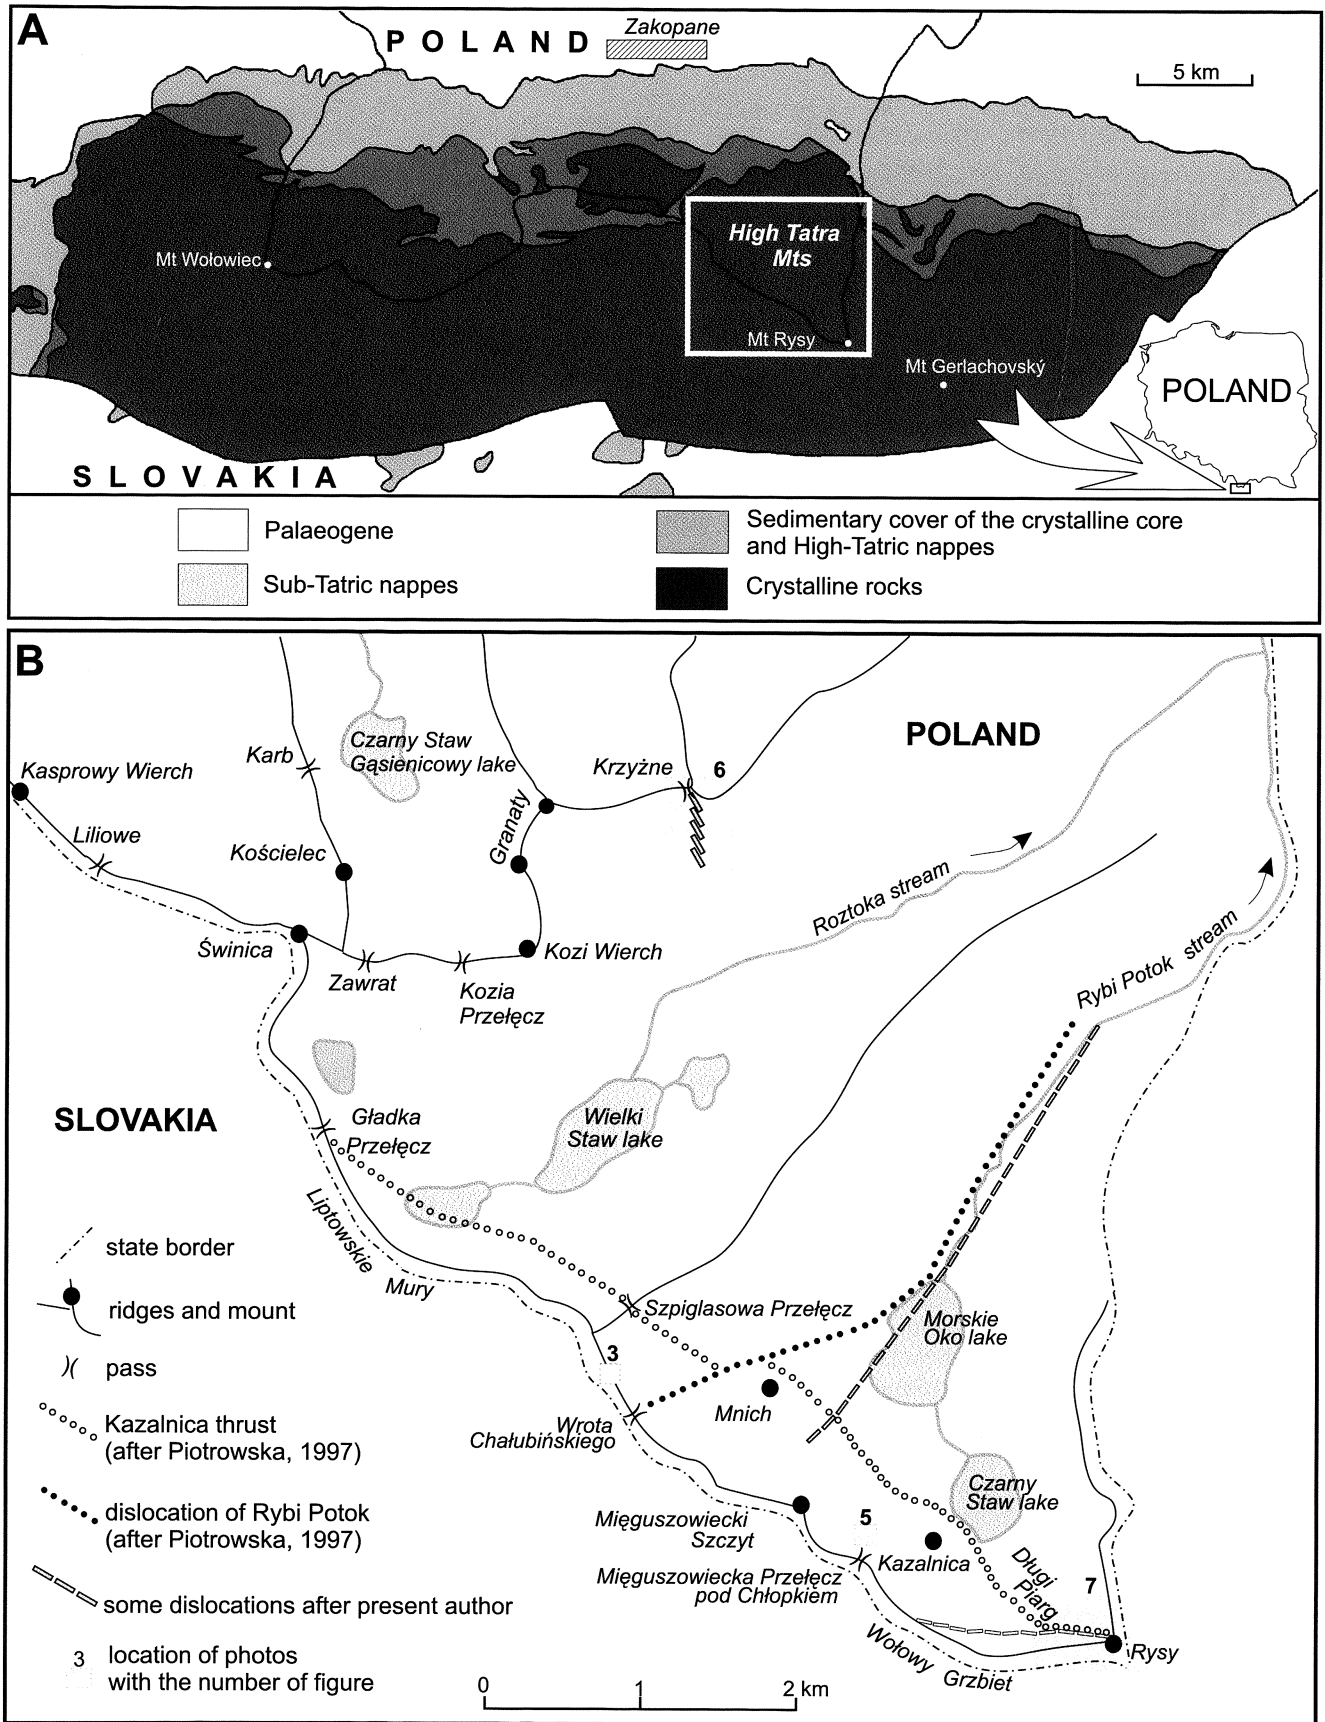 A
POLAND
Zakopane
5 km
High Tatra
Mts
Mt Wołowiec
Mt Rysy
Mt Gerlachovský
POLAND
SLOVAKIA
Palaeogene
Sub-Tatric nappes
Sedimentary cover of the crystalline core
and High-Tatric nappes
Crystalline rocks
B
POLAND
Czarny Staw
Gąsienicowy lake
Karb
Krzyżne
6
Kasprowy Wierch
Liliowe
Kościelec
Granaty
Roztoka stream
Świnica
Zawrat
Kozia
Przełęcz
Kozi Wierch
Rybi Potok stream
SLOVAKIA
Gładka
Przełęcz
Wielki
Staw lake
Liptowskie
Mury
Szpiglasowa Przełęcz
Morskie
Oko lake
3
Mnich
Wrota
Chałubińskiego
Czarny
Staw lake
Mięguszowiecki
Szczyt
5
Kazalnica
Mięguszowiecka Przełęcz
pod Chłopkiem
Długi
Piarg
7
Wołowy
Grzbiet
Rysy
state border
ridges and mount
pass
Kazalnica thrust
(after Piotrowska, 1997)
dislocation of Rybi Potok
(after Piotrowska, 1997)
some dislocations after present author
3
location of photos
with the number of figure
0 1 2 km